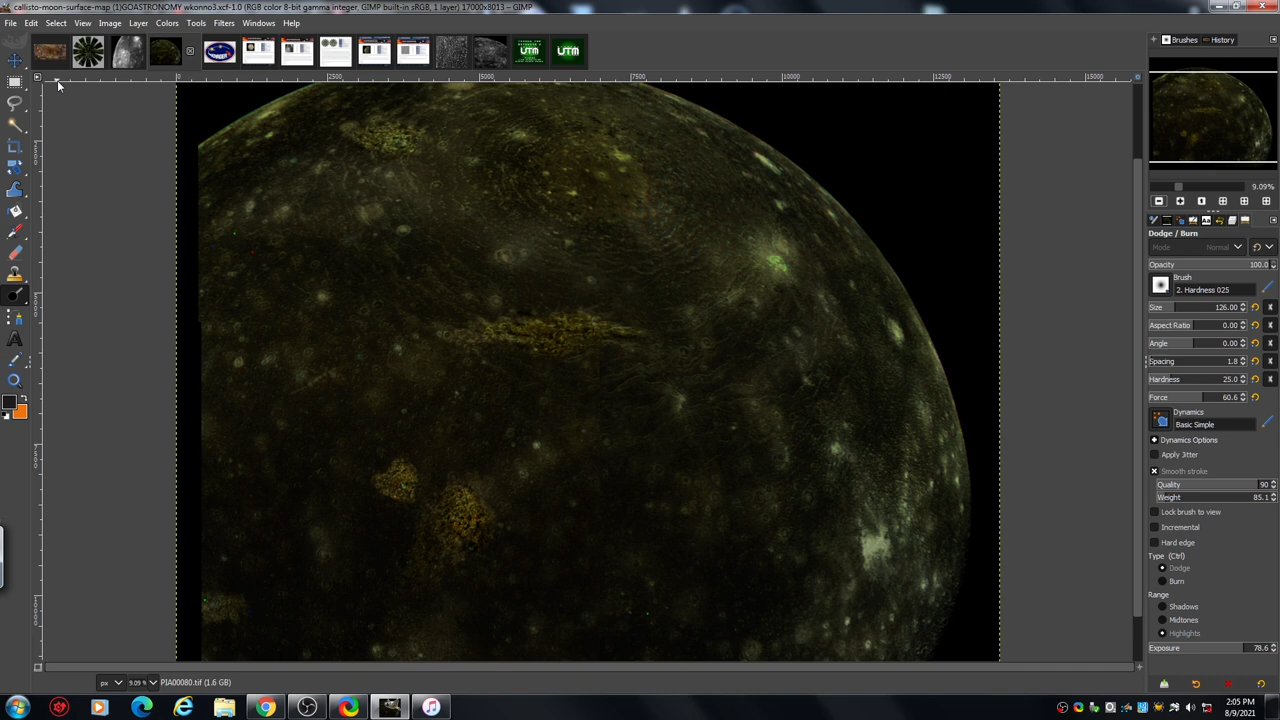 callisto-moon-surface-map (1)GOASTRONOMY wkonno3.xcf-1.0 (RGB color 8-bit gamma integer, GIMP built-in sRGB, 1 layer) 17000x8013 – GIMP
File Edit Select View Image Layer Colors Tools Filters Windows Help
UTM
UTM
Brushes History
0 2500 5000 7500 10000 12500 15000
9.09%
Dodge / Burn
Mode Normal
Opacity 100.0
Brush
2. Hardness 025
Size 126.00
Aspect Ratio 0.00
Angle 0.00
Spacing 1.8
Hardness 25.0
Force 60.6
Dynamics
Basic Simple
Dynamics Options
Apply Jitter
Smooth stroke
Quality 90
Weight 85.1
Lock brush to view
Incremental
Hard edge
Type (Ctrl)
Dodge
Burn
Range
Shadows
Midtones
Highlights
Exposure 78.6
px 9.09 % PIA00080.tif (1.6 GB)
2:05 PM
8/9/2021